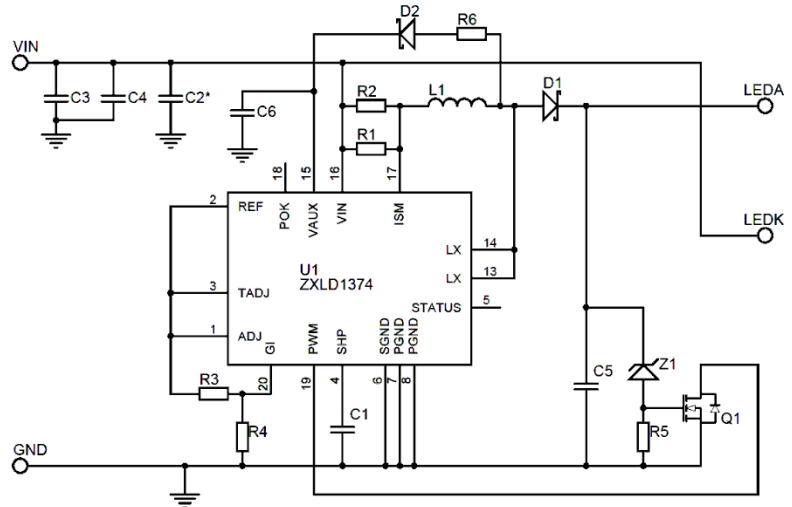 D2
R6
VIN
C3
C4
C2*
C6
R2
L1
D1
LEDA
R1
18
15
16
17
2
REF
POK
VAUX
VIN
ISM
LEDK
U1
ZXLD1374
LX
14
LX
13
3
TADJ
STATUS
5
1
ADJ
GI
PWM
SHP
SGND
PGND
PGND
20
19
4
6
7
8
R3
R4
C1
C5
Z1
R5
Q1
GND